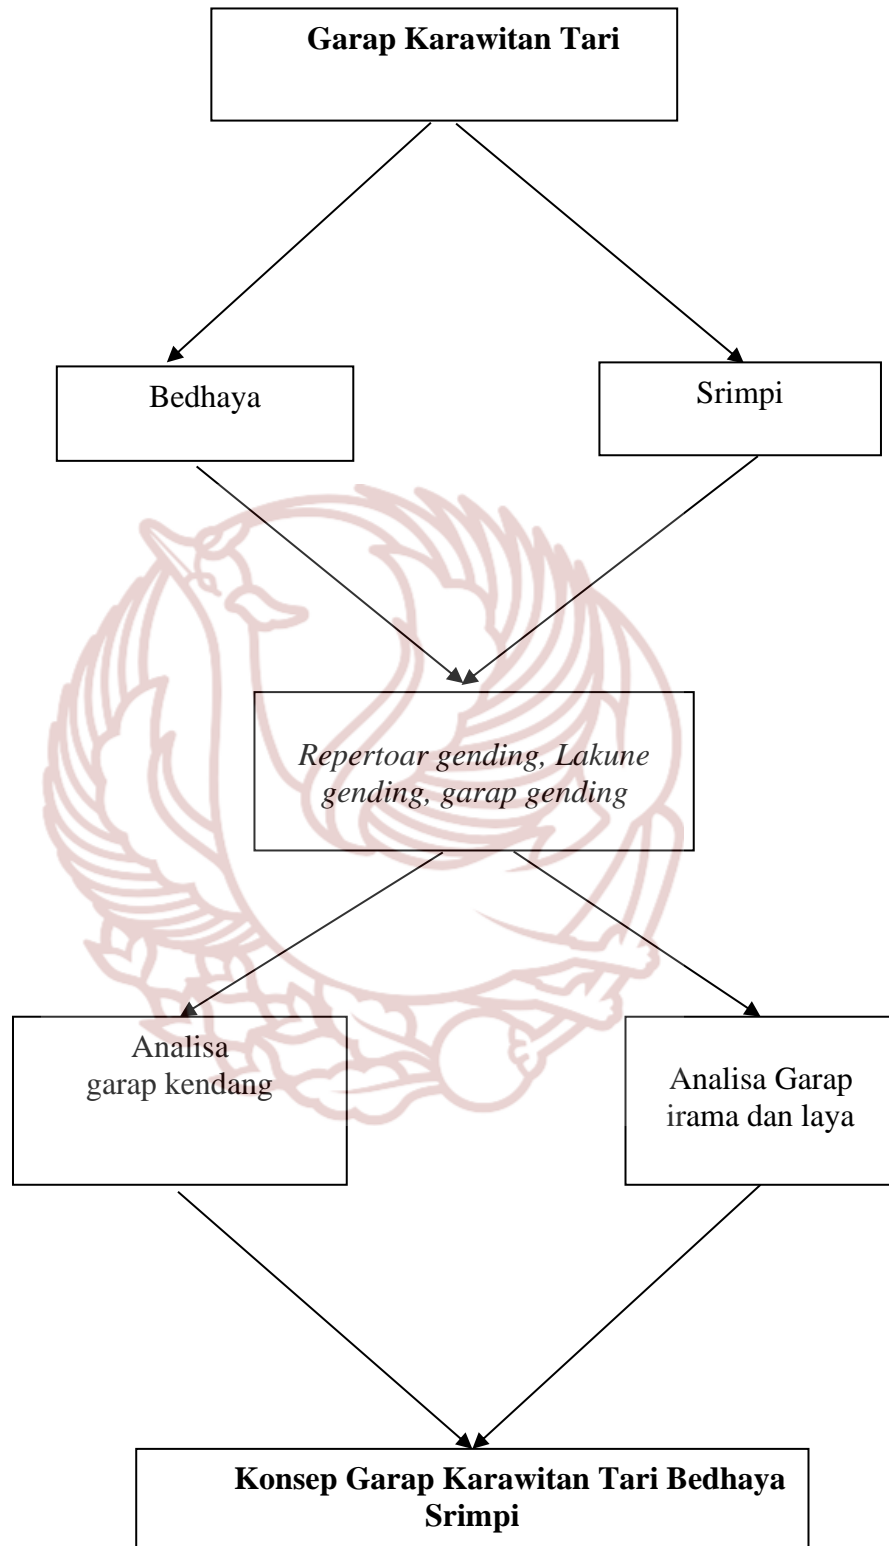 Garap Karawitan Tari
Bedhaya
Srimpi
Repertoar gending, Lakune
gending, garap gending
Analisa
garap kendang
Analisa Garap
irama dan laya
Konsep Garap Karawitan Tari Bedhaya
Srimpi